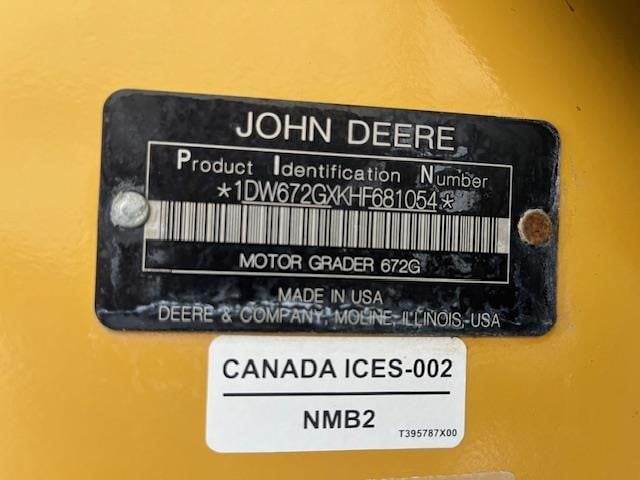 JOHN DEERE
Product Identification Number
*1DW672GXKHF681054*
MOTOR GRADER 672G
MADE IN USA
DEERE & COMPANY, MOLINE, ILLINOIS, USA
CANADA ICES-002
NMB2
T395787X00